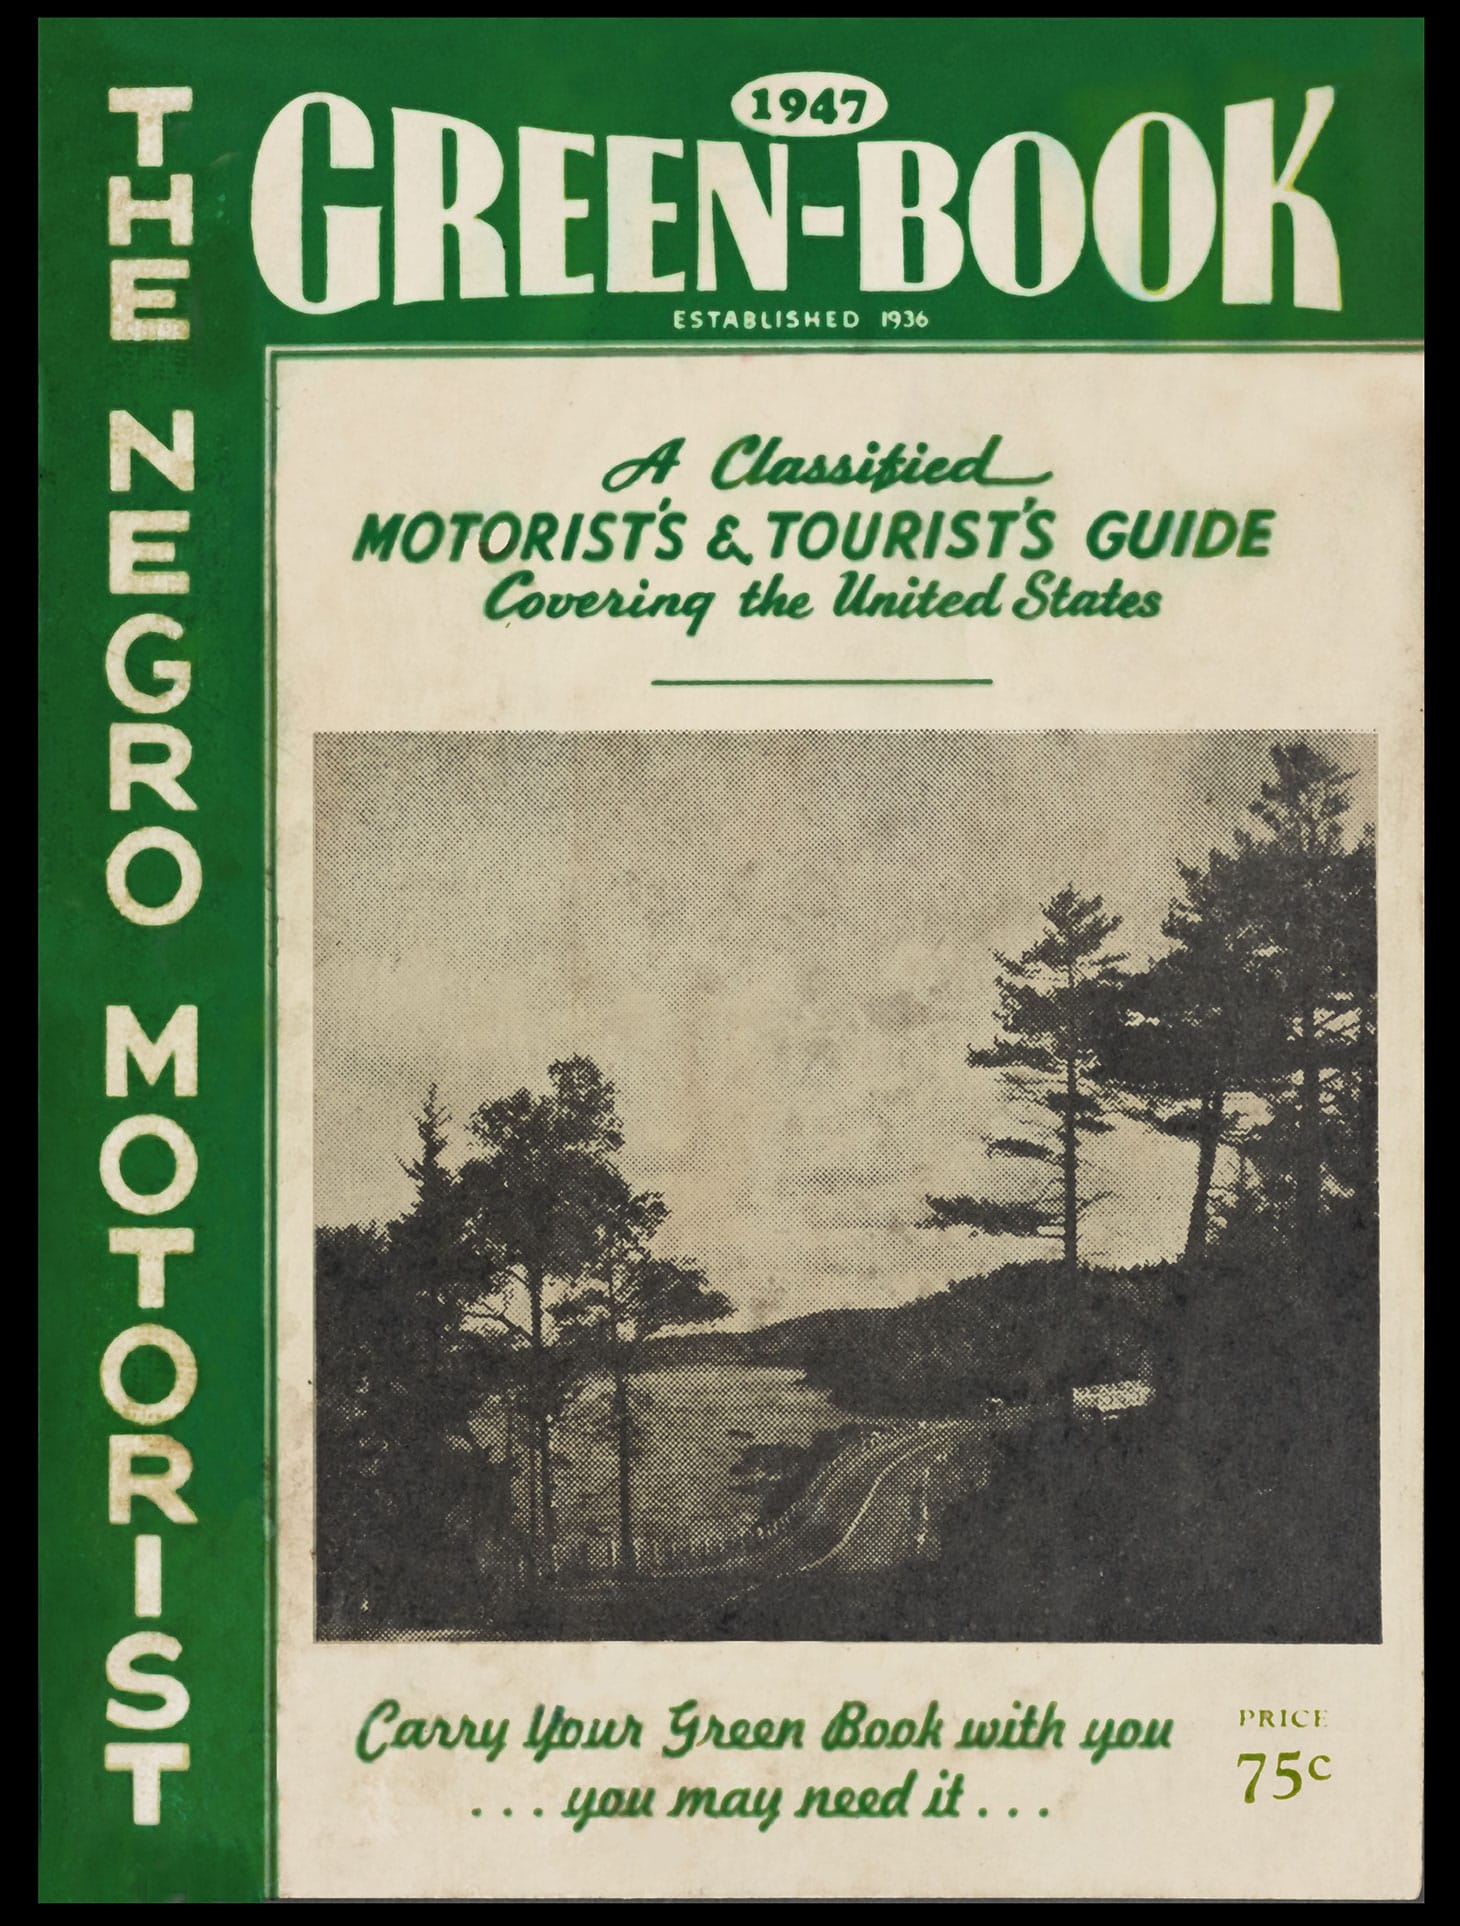 THE NEGRO MOTORIST
1947
GREEN-BOOK
ESTABLISHED 1936
A Classified
MOTORIST'S & TOURIST'S GUIDE
Covering the United States
Carry Your Green Book with you
...you may need it...
PRICE
75c